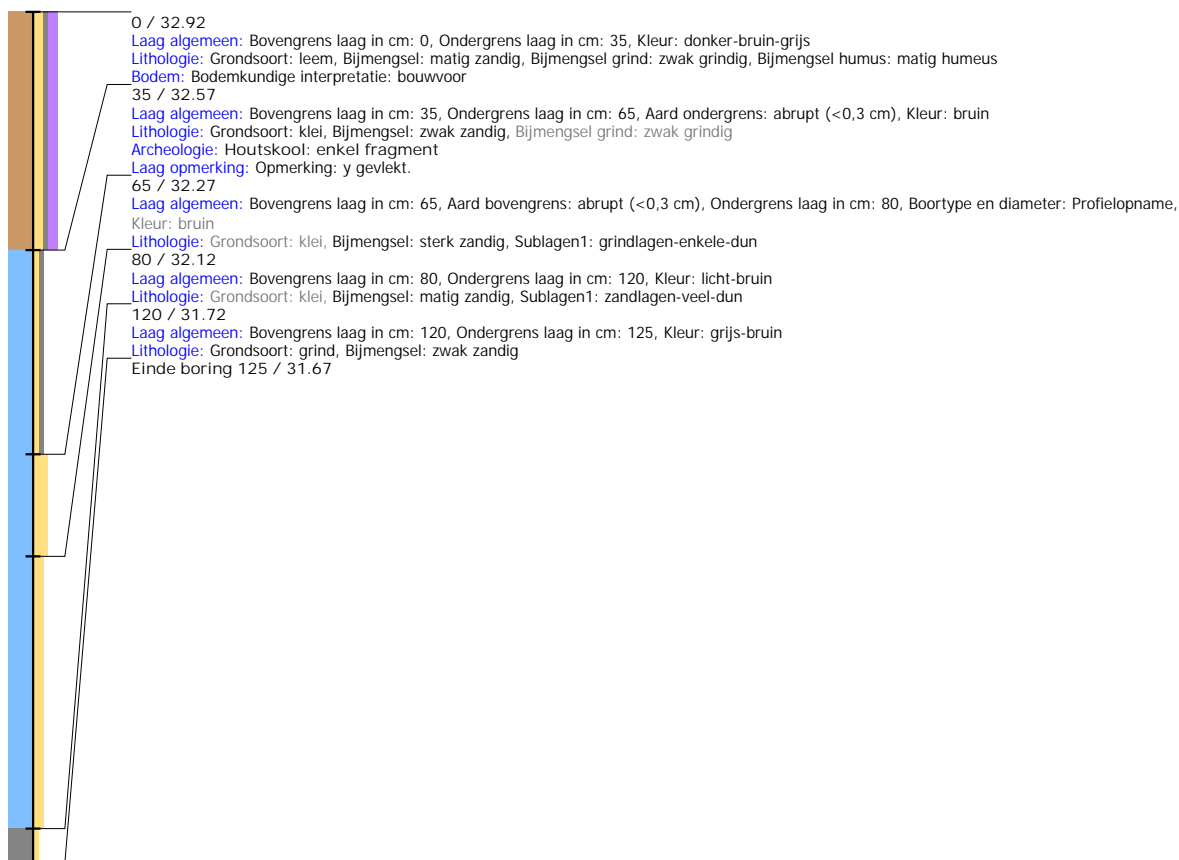 0 / 32.92
Laag algemeen: Bovengrens laag in cm: 0, Ondergrens laag in cm: 35, Kleur: donker-bruin-grijs
Lithologie: Grondsoort: leem, Bijmengsel: matig zandig, Bijmengsel grind: zwak grindig, Bijmengsel humus: matig humeus
Bodem: Bodemkundige interpretatie: bouwvoor
35 / 32.57
Laag algemeen: Bovengrens laag in cm: 35, Ondergrens laag in cm: 65, Aard ondergrens: abrupt (<0,3 cm), Kleur: bruin
Lithologie: Grondsoort: klei, Bijmengsel: zwak zandig, Bijmengsel grind: zwak grindig
Archeologie: Houtskool: enkel fragment
Laag opmerking: Opmerking: y gevlekt.
65 / 32.27
Laag algemeen: Bovengrens laag in cm: 65, Aard bovengrens: abrupt (<0,3 cm), Ondergrens laag in cm: 80, Boortype en diameter: Profielopname,
Kleur: bruin
Lithologie: Grondsoort: klei, Bijmengsel: sterk zandig, Sublagen1: grindlagen-enkele-dun
80 / 32.12
Laag algemeen: Bovengrens laag in cm: 80, Ondergrens laag in cm: 120, Kleur: licht-bruin
Lithologie: Grondsoort: klei, Bijmengsel: matig zandig, Sublagen1: zandlagen-veel-dun
120 / 31.72
Laag algemeen: Bovengrens laag in cm: 120, Ondergrens laag in cm: 125, Kleur: grijs-bruin
Lithologie: Grondsoort: grind, Bijmengsel: zwak zandig
Einde boring 125 / 31.67